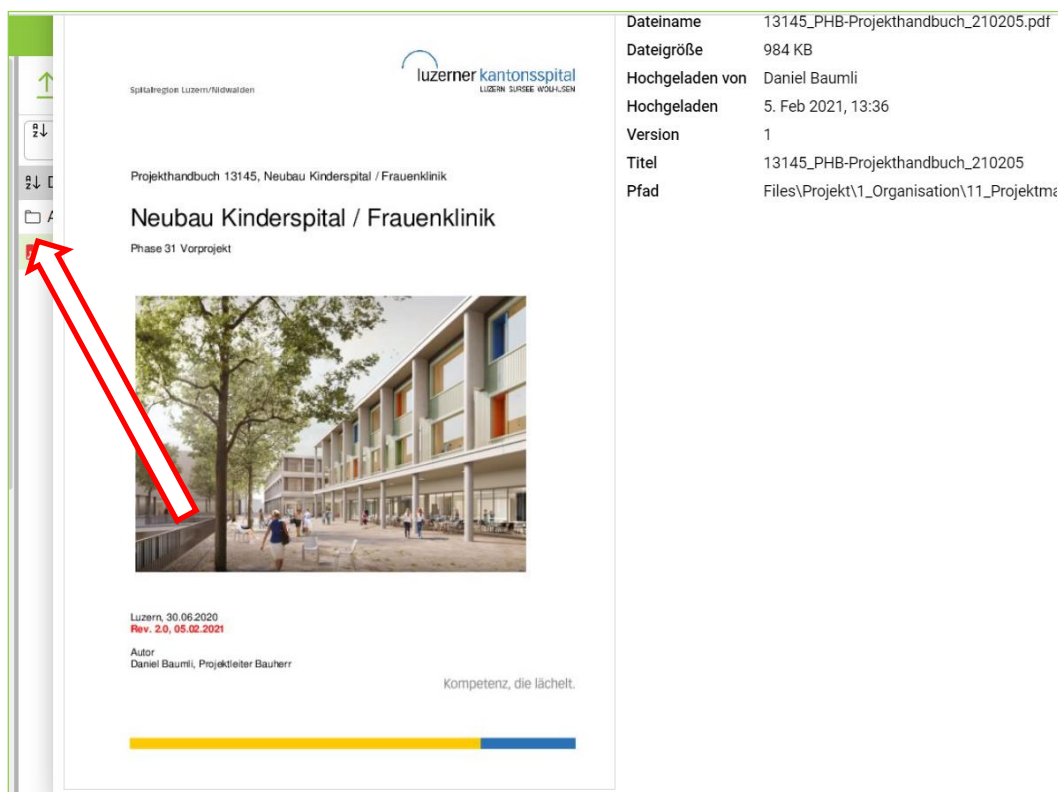 Dateiname 13145_PHB-Projekthandbuch_210205.pdf
Dateigröße 984 KB
Hochgeladen von Daniel Baumli
Hochgeladen 5. Feb 2021, 13:36
Version 1
Titel 13145_PHB-Projekthandbuch_210205
Pfad Files\Projekt\1_Organisation\11_Projektma
luzerner kantonsspital
LUZERN SURSEE WOLHUSEN
Spitalregion Luzern/Nidwalden
Projekthandbuch 13145, Neubau Kinderspital / Frauenklinik
Neubau Kinderspital / Frauenklinik
Phase 31 Vorprojekt
Luzern, 30.06.2020
Rev. 2.0, 05.02.2021
Autor
Daniel Baumli, Projektleiter Bauherr
Kompetenz, die lächelt.